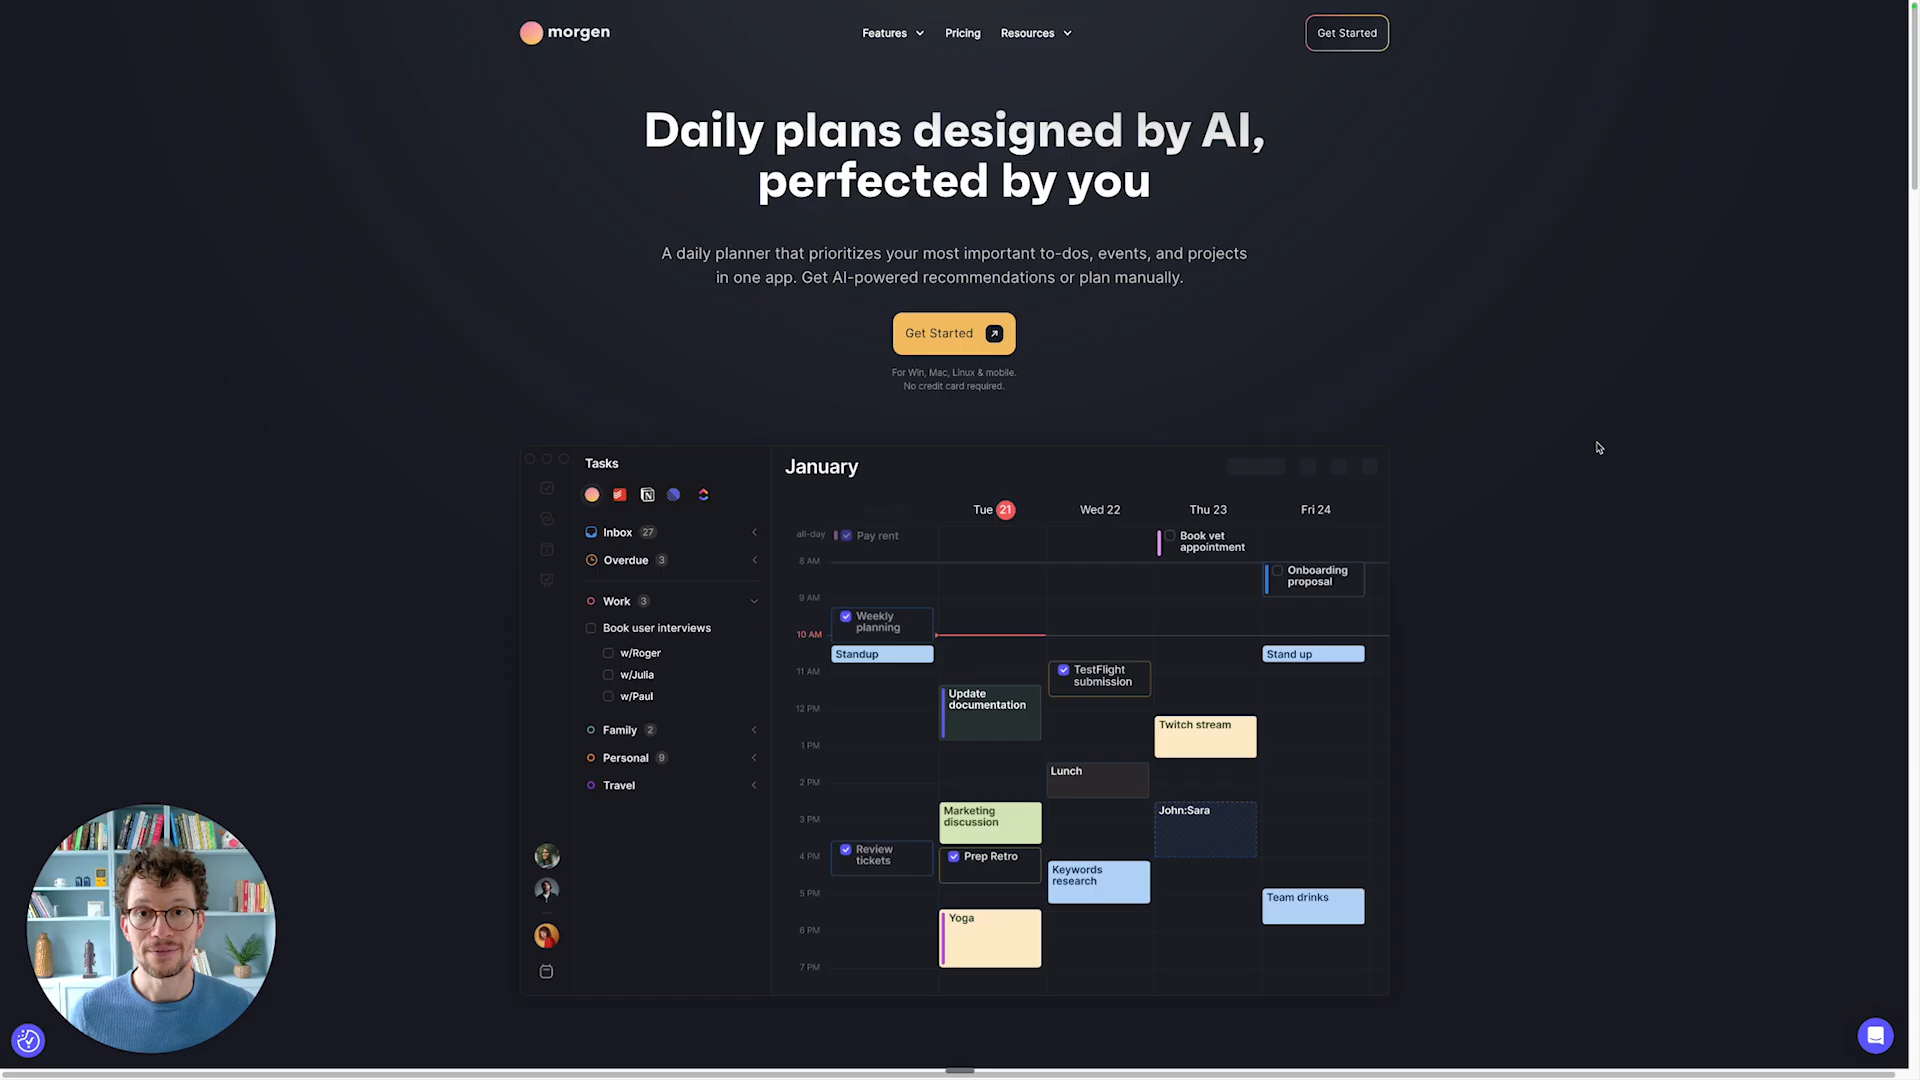 morgen
Features
Pricing
Resources
Get Started
Daily plans designed by AI,
perfected by you
A daily planner that prioritizes your most important to-dos, events, and projects
in one app. Get AI-powered recommendations or plan manually.
Get Started
For Win, Mac, Linux & mobile.
No credit card required.
Tasks
Inbox 27
Overdue 3
Work 3
Book user interviews
w/Roger
w/Julia
w/Paul
Family 2
Personal 9
Travel
January
Tue 21
Wed 22
Thu 23
Fri 24
all-day
Pay rent
Book vet
appointment
8 AM
Onboarding
proposal
9 AM
Weekly
planning
10 AM
Standup
Stand up
11 AM
TestFlight
submission
Update
documentation
12 PM
Twitch stream
1 PM
Lunch
2 PM
Marketing
discussion
John:Sara
3 PM
Review
tickets
4 PM
Prep Retro
Keywords
research
5 PM
Team drinks
Yoga
6 PM
7 PM